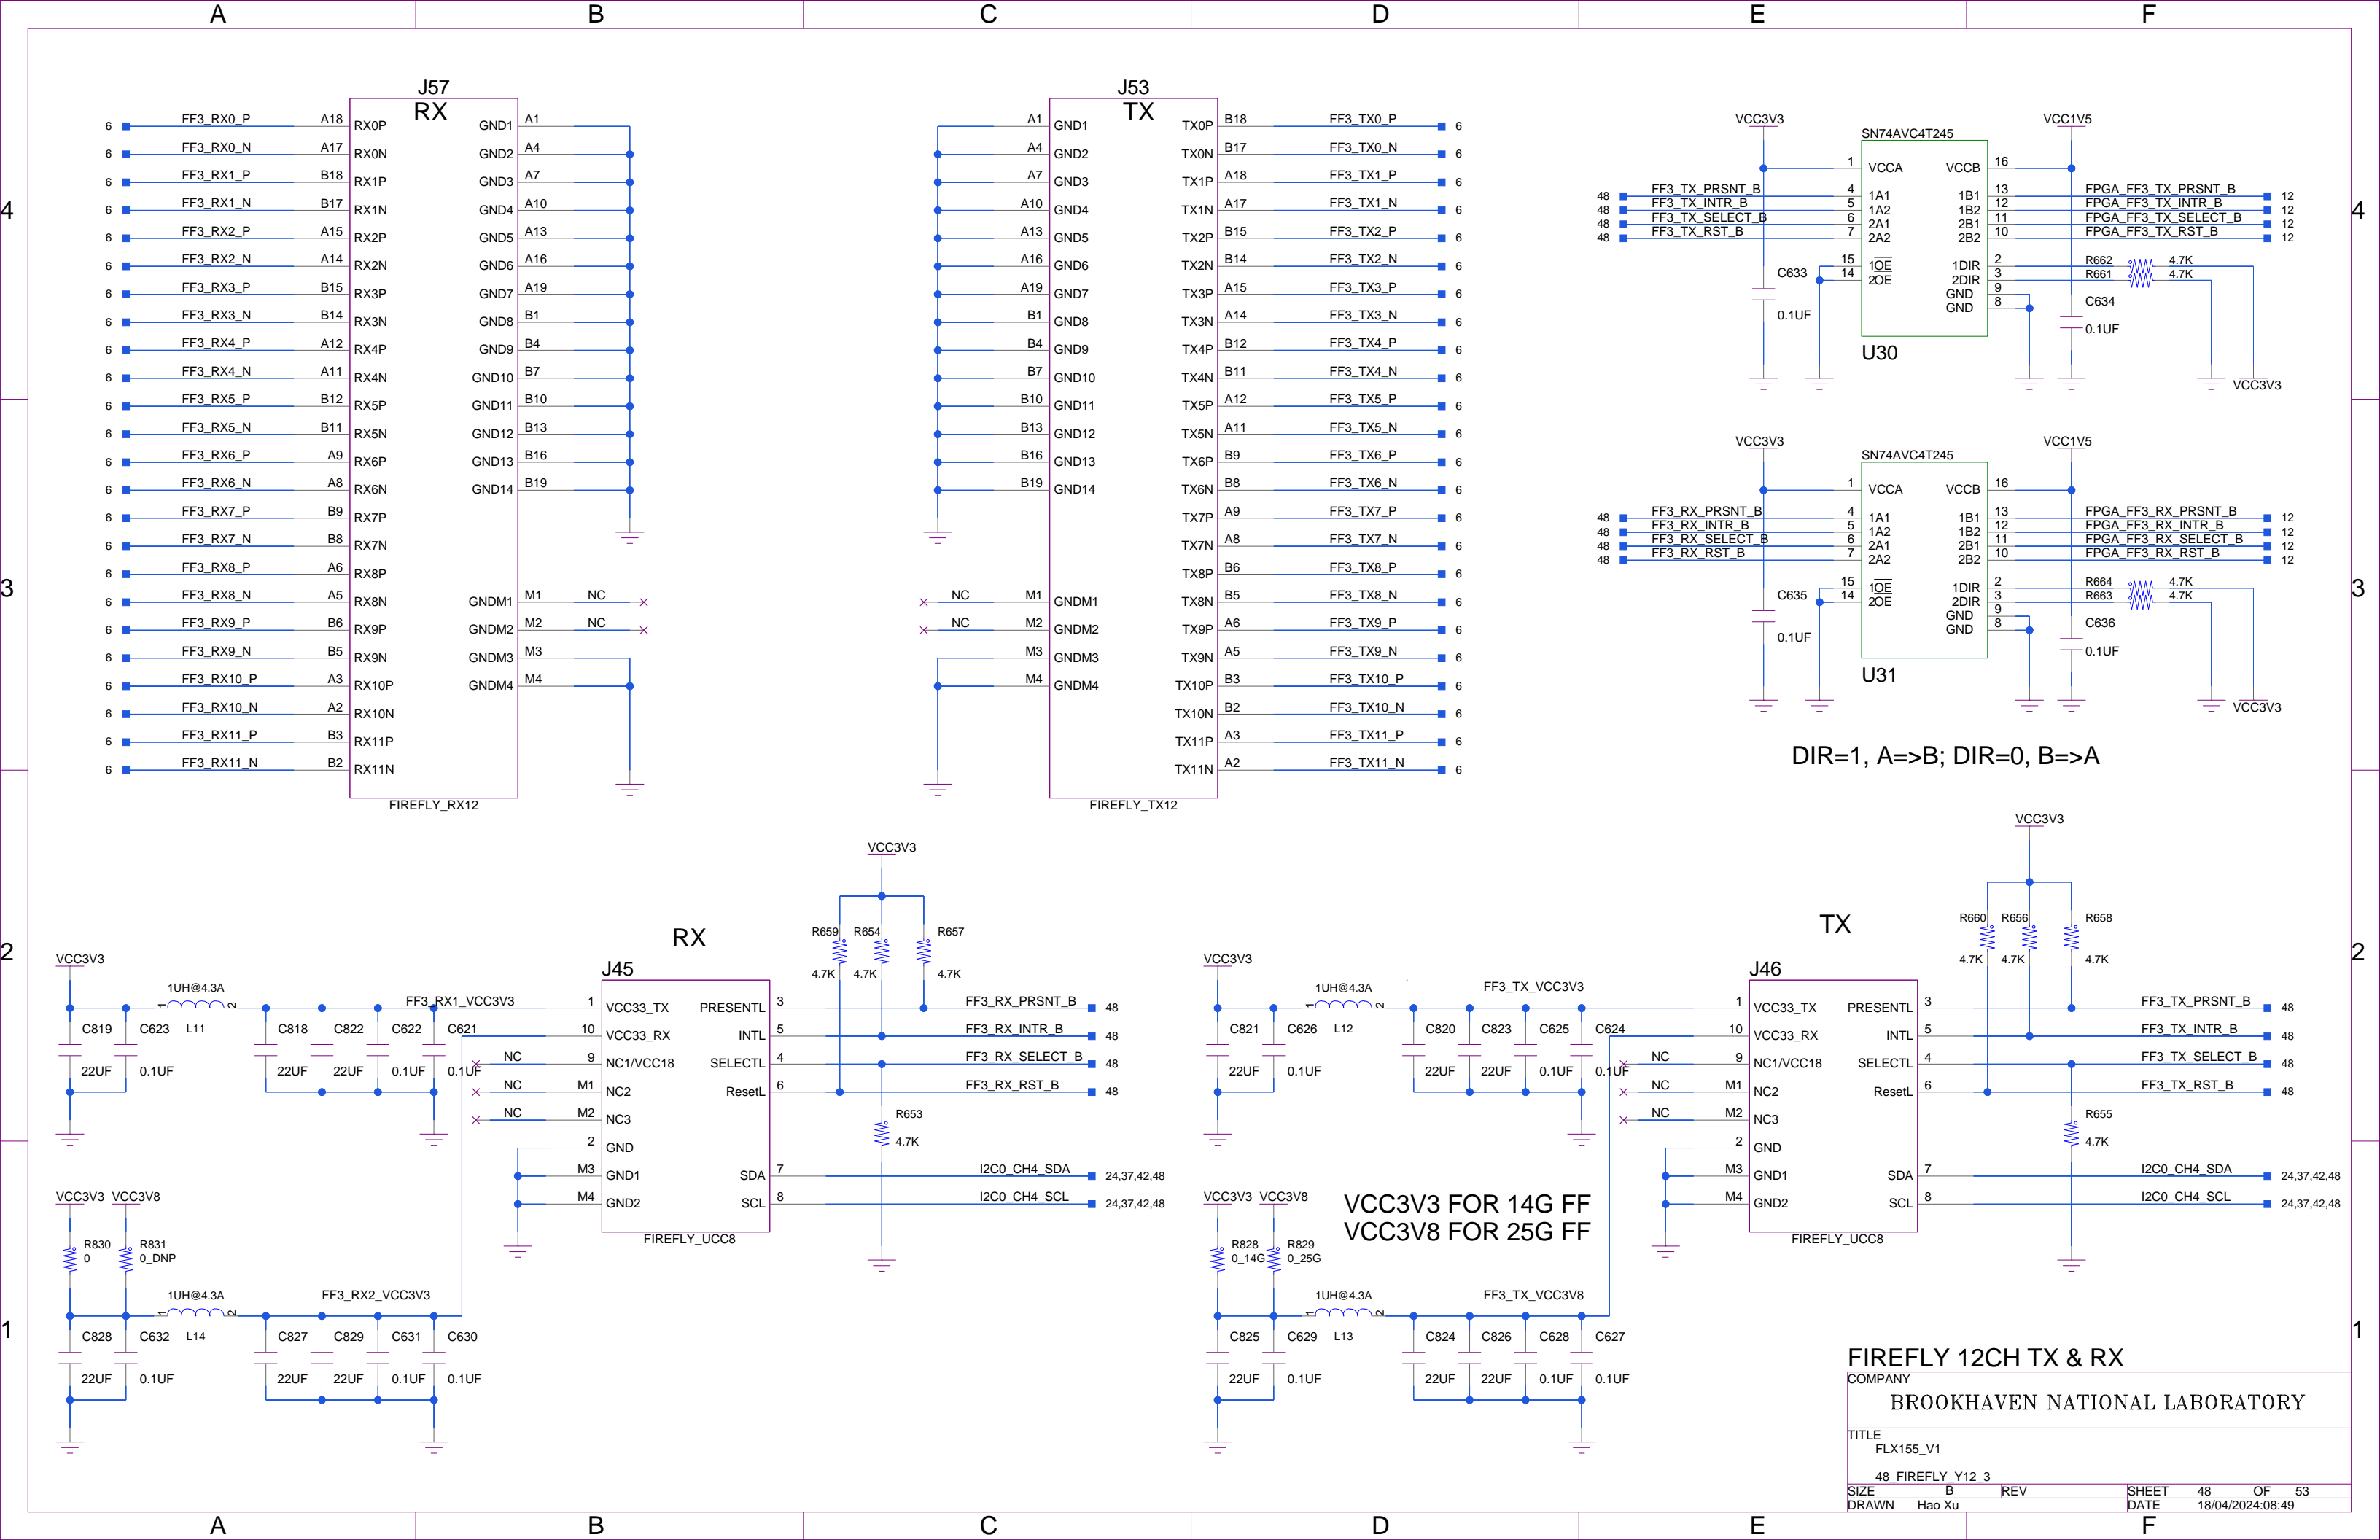 A B C D E F
J57
RX
6 FF3_RX0_P A18 RX0P GND1 A1
6 FF3_RX0_N A17 RX0N GND2 A4
6 FF3_RX1_P B18 RX1P GND3 A7
6 FF3_RX1_N B17 RX1N GND4 A10
6 FF3_RX2_P A15 RX2P GND5 A13
6 FF3_RX2_N A14 RX2N GND6 A16
6 FF3_RX3_P B15 RX3P GND7 A19
6 FF3_RX3_N B14 RX3N GND8 B1
6 FF3_RX4_P A12 RX4P GND9 B4
6 FF3_RX4_N A11 RX4N GND10 B7
6 FF3_RX5_P B12 RX5P GND11 B10
6 FF3_RX5_N B11 RX5N GND12 B13
6 FF3_RX6_P A9 RX6P GND13 B16
6 FF3_RX6_N A8 RX6N GND14 B19
6 FF3_RX7_P B9 RX7P
6 FF3_RX7_N B8 RX7N
6 FF3_RX8_P A6 RX8P
6 FF3_RX8_N A5 RX8N GNDM1 M1 NC
6 FF3_RX9_P B6 RX9P GNDM2 M2 NC
6 FF3_RX9_N B5 RX9N GNDM3 M3
6 FF3_RX10_P A3 RX10P GNDM4 M4
6 FF3_RX10_N A2 RX10N
6 FF3_RX11_P B3 RX11P
6 FF3_RX11_N B2 RX11N
FIREFLY_RX12
J53
TX
A1 GND1 TX0P B18 FF3_TX0_P 6
A4 GND2 TX0N B17 FF3_TX0_N 6
A7 GND3 TX1P A18 FF3_TX1_P 6
A10 GND4 TX1N A17 FF3_TX1_N 6
A13 GND5 TX2P B15 FF3_TX2_P 6
A16 GND6 TX2N B14 FF3_TX2_N 6
A19 GND7 TX3P A15 FF3_TX3_P 6
B1 GND8 TX3N A14 FF3_TX3_N 6
B4 GND9 TX4P B12 FF3_TX4_P 6
B7 GND10 TX4N B11 FF3_TX4_N 6
B10 GND11 TX5P A12 FF3_TX5_P 6
B13 GND12 TX5N A11 FF3_TX5_N 6
B16 GND13 TX6P B9 FF3_TX6_P 6
B19 GND14 TX6N B8 FF3_TX6_N 6
TX7P A9 FF3_TX7_P 6
TX7N A8 FF3_TX7_N 6
TX8P B6 FF3_TX8_P 6
NC M1 GNDM1 TX8N B5 FF3_TX8_N 6
NC M2 GNDM2 TX9P A6 FF3_TX9_P 6
M3 GNDM3 TX9N A5 FF3_TX9_N 6
M4 GNDM4 TX10P B3 FF3_TX10_P 6
TX10N B2 FF3_TX10_N 6
TX11P A3 FF3_TX11_P 6
TX11N A2 FF3_TX11_N 6
FIREFLY_TX12
VCC3V3 VCC1V5
SN74AVC4T245
1 VCCA VCCB 16
48 FF3_TX_PRSNT_B 4 1A1 1B1 13 FPGA_FF3_TX_PRSNT_B 12
48 FF3_TX_INTR_B 5 1A2 1B2 12 FPGA_FF3_TX_INTR_B 12
48 FF3_TX_SELECT_B 6 2A1 2B1 11 FPGA_FF3_TX_SELECT_B 12
48 FF3_TX_RST_B 7 2A2 2B2 10 FPGA_FF3_TX_RST_B 12
15 1OE 1DIR 2 R662 4.7K
C633 14 2OE 2DIR 3 R661 4.7K
GND 9
GND 8 C634
0.1UF 0.1UF
U30
VCC3V3
VCC3V3 VCC1V5
SN74AVC4T245
1 VCCA VCCB 16
48 FF3_RX_PRSNT_B 4 1A1 1B1 13 FPGA_FF3_RX_PRSNT_B 12
48 FF3_RX_INTR_B 5 1A2 1B2 12 FPGA_FF3_RX_INTR_B 12
48 FF3_RX_SELECT_B 6 2A1 2B1 11 FPGA_FF3_RX_SELECT_B 12
48 FF3_RX_RST_B 7 2A2 2B2 10 FPGA_FF3_RX_RST_B 12
15 1OE 1DIR 2 R664 4.7K
C635 14 2OE 2DIR 3 R663 4.7K
GND 9
GND 8 C636
0.1UF 0.1UF
U31
VCC3V3
DIR=1, A=>B; DIR=0, B=>A
4 4
3 3
2 2
1 1
VCC3V3
R659 R654 R657
4.7K 4.7K 4.7K
RX
J45
VCC3V3
1UH@4.3A
1 2
L11
FF3_RX1_VCC3V3
C819 C623 C818 C822 C622 C621
22UF 0.1UF 22UF 22UF 0.1UF 0.1UF
1 VCC33_TX PRESENTL 3 FF3_RX_PRSNT_B 48
10 VCC33_RX INTL 5 FF3_RX_INTR_B 48
NC 9 NC1/VCC18 SELECTL 4 FF3_RX_SELECT_B 48
NC M1 NC2 ResetL 6 FF3_RX_RST_B 48
NC M2 NC3
R653
4.7K
2 GND
M3 GND1 SDA 7 I2C0_CH4_SDA 24,37,42,48
M4 GND2 SCL 8 I2C0_CH4_SCL 24,37,42,48
FIREFLY_UCC8
VCC3V3 VCC3V8
R830 R831
0 0_DNP
1UH@4.3A
1 2
L14
FF3_RX2_VCC3V3
C828 C632 C827 C829 C631 C630
22UF 0.1UF 22UF 22UF 0.1UF 0.1UF
VCC3V3
R660 R656 R658
4.7K 4.7K 4.7K
TX
J46
VCC3V3
1UH@4.3A
1 2
L12
FF3_TX_VCC3V3
C821 C626 C820 C823 C625 C624
22UF 0.1UF 22UF 22UF 0.1UF 0.1UF
1 VCC33_TX PRESENTL 3 FF3_TX_PRSNT_B 48
10 VCC33_RX INTL 5 FF3_TX_INTR_B 48
NC 9 NC1/VCC18 SELECTL 4 FF3_TX_SELECT_B 48
NC M1 NC2 ResetL 6 FF3_TX_RST_B 48
NC M2 NC3
R655
4.7K
2 GND
M3 GND1 SDA 7 I2C0_CH4_SDA 24,37,42,48
M4 GND2 SCL 8 I2C0_CH4_SCL 24,37,42,48
FIREFLY_UCC8
VCC3V3 FOR 14G FF
VCC3V8 FOR 25G FF
VCC3V3 VCC3V8
R828 R829
0_14G 0_25G
1UH@4.3A
1 2
L13
FF3_TX_VCC3V8
C825 C629 C824 C826 C628 C627
22UF 0.1UF 22UF 22UF 0.1UF 0.1UF
FIREFLY 12CH TX & RX
COMPANY
BROOKHAVEN NATIONAL LABORATORY
TITLE
FLX155_V1
48_FIREFLY_Y12_3
SIZE B REV SHEET 48 OF 53
DRAWN Hao Xu DATE 18/04/2024:08:49
A B C D E F